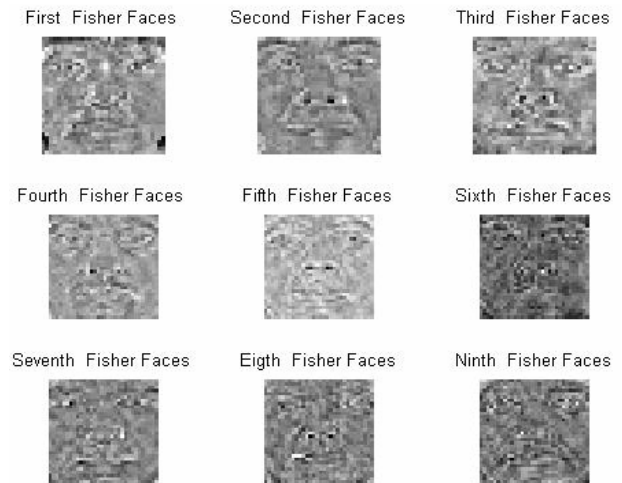 First Fisher Faces
Second Fisher Faces
Third Fisher Faces
Fourth Fisher Faces
Fifth Fisher Faces
Sixth Fisher Faces
Seventh Fisher Faces
Eigth Fisher Faces
Ninth Fisher Faces